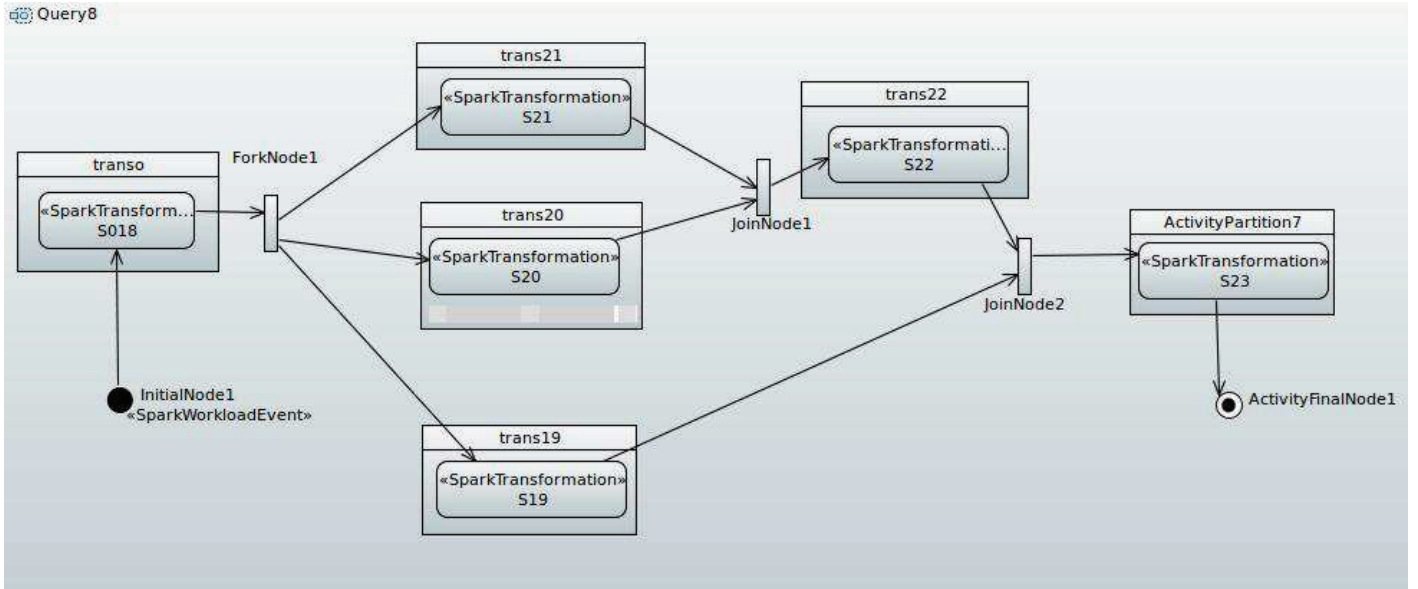 Query8
trans21
«SparkTransformation»
S21
trans22
«SparkTransformati...
S22
ForkNode1
transo
«SparkTransform...
S018
trans20
«SparkTransformation»
S20
JoinNode1
ActivityPartition7
«SparkTransformation»
S23
JoinNode2
InitialNode1
«SparkWorkloadEvent»
ActivityFinalNode1
trans19
«SparkTransformation»
S19